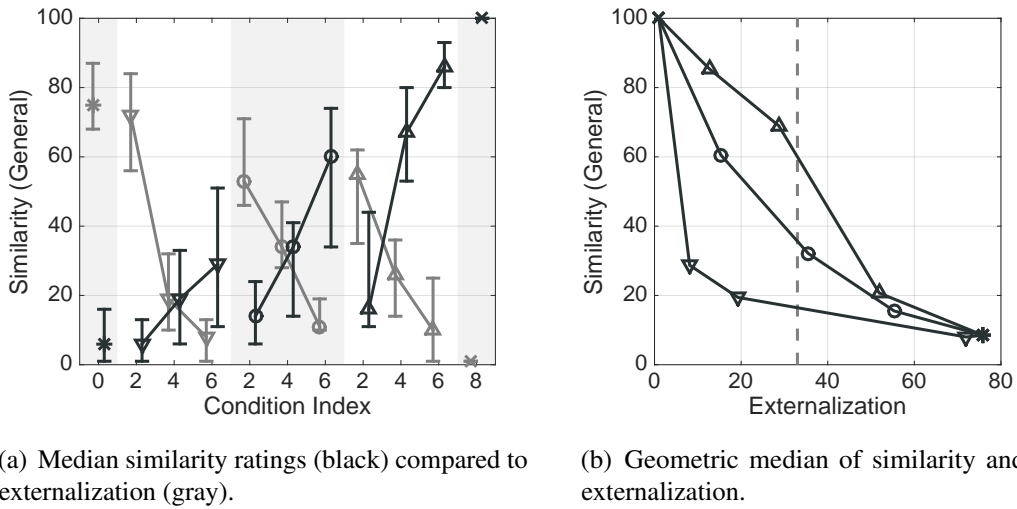 100
80
60
40
20
0
Similarity (General)
0 2 4 6 2 4 6 2 4 6 8
Condition Index
100
80
60
40
20
0
Similarity (General)
0 20 40 60 80
Externalization
(a) Median similarity ratings (black) compared to
externalization (gray).
(b) Geometric median of similarity and
externalization.